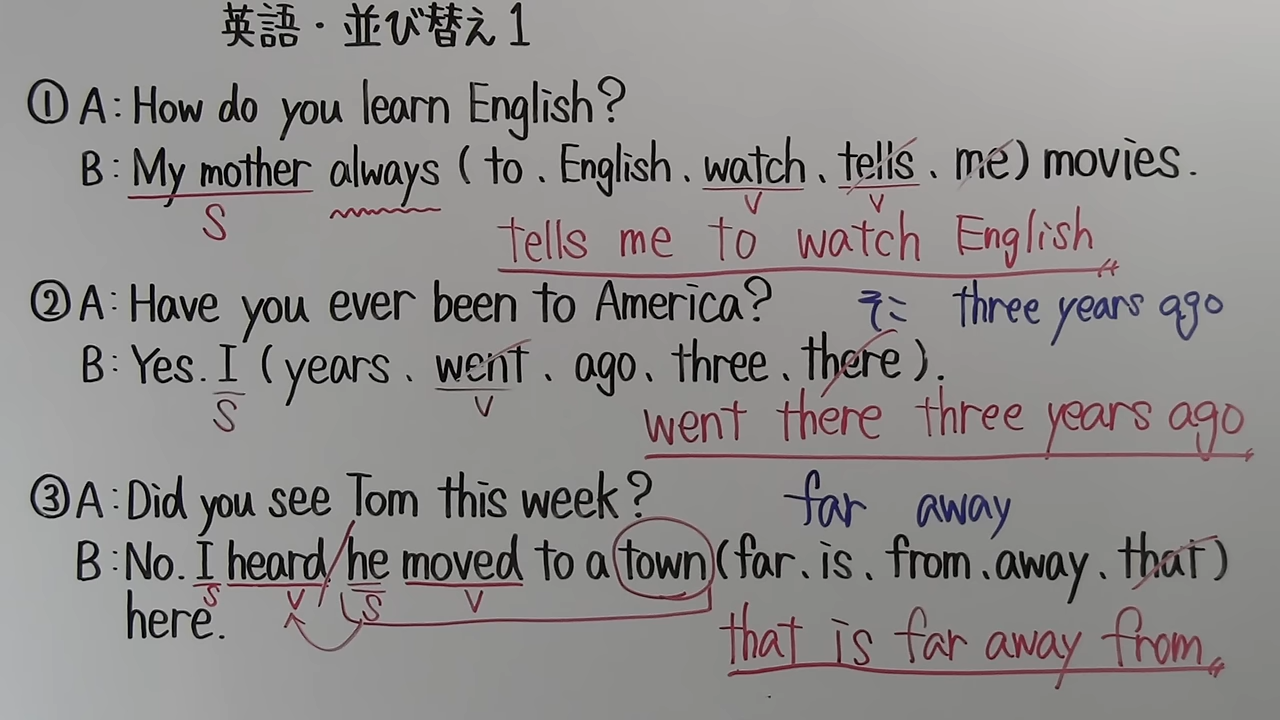 英語・並び替え1
① A: How do you learn English?
B: My mother always (to . English . watch . tells . me) movies.
S V V
tells me to watch English
② A: Have you ever been to America? そこ three years ago
B: Yes. I (years . went . ago . three . there).
S V
went there three years ago
③ A: Did you see Tom this week? far away
B: No. I heard he moved to a town (far . is . from . away . that)
S V S V
here.
that is far away from